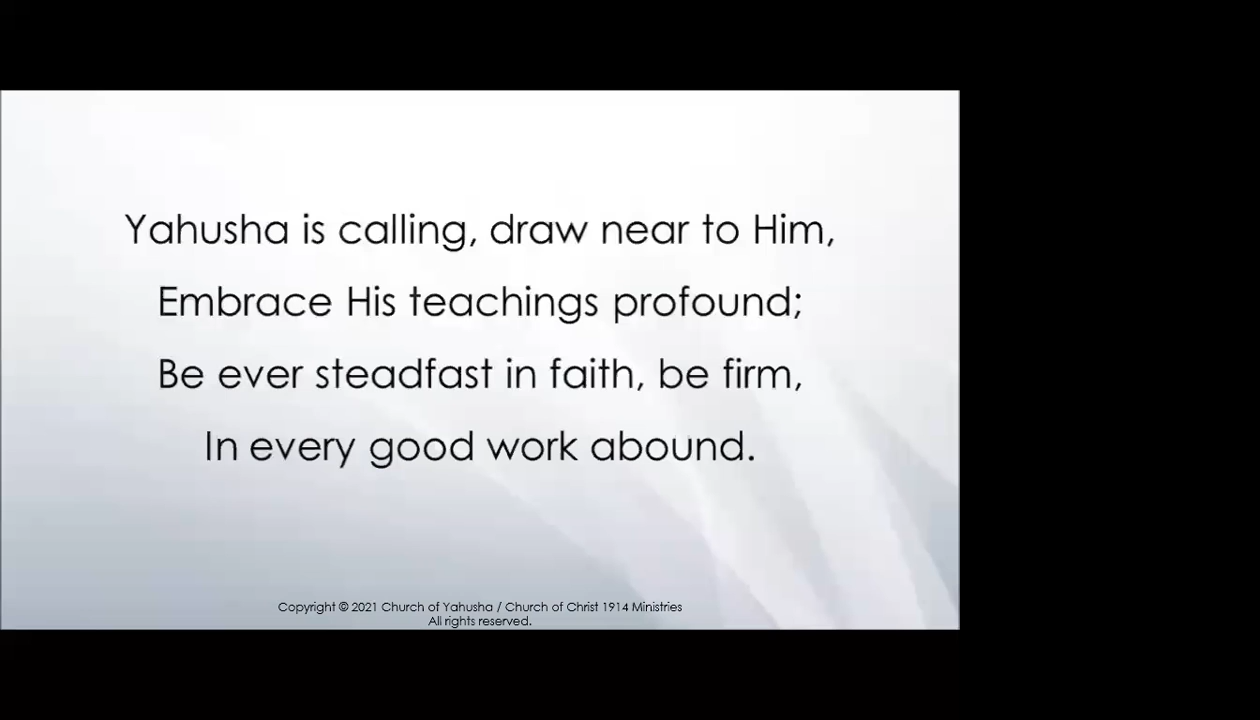 Yahusha is calling, draw near to Him,
Embrace His teachings profound;
Be ever steadfast in faith, be firm,
In every good work abound.
Copyright © 2021 Church of Yahusha / Church of Christ 1914 Ministries
All rights reserved.